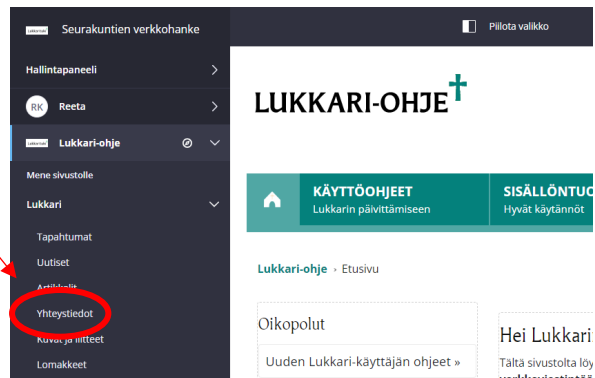 Seurakuntien verkkohanke
Piilota valikko
Hallintapaneeli
RK Reeta
Lukkari-ohje
Mene sivustolle
Lukkari
Tapahtumat
Uutiset
Artikkelit
Yhteystiedot
Kuvat ja liitteet
Lomakkeet
LUKKARI-OHJE
KÄYTTÖOHJEET
Lukkarin päivittämiseen
SISÄLLÖNTUO
Hyvät käytännöt
Lukkari-ohje › Etusivu
Oikopolut
Uuden Lukkari-käyttäjän ohjeet »
Hei Lukkari
Tältä sivustolta löy